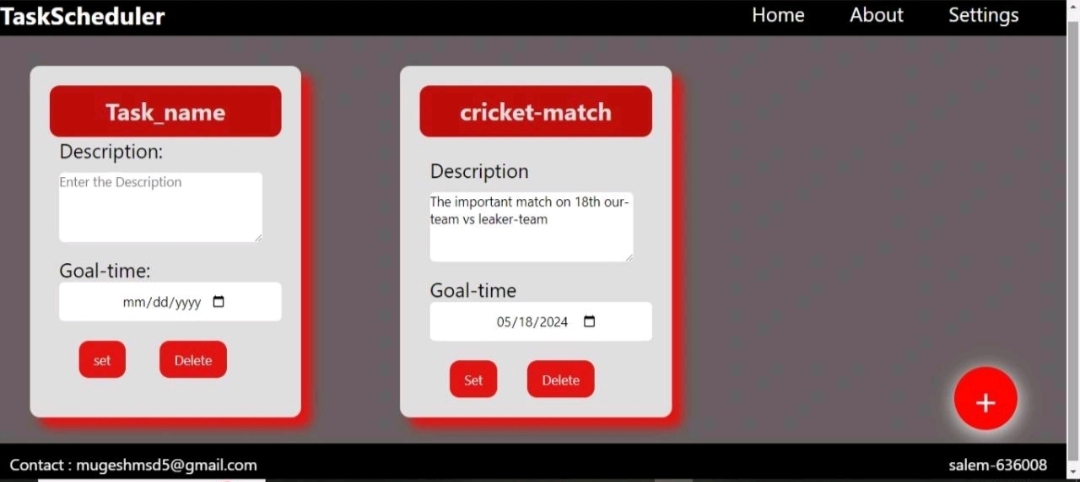 TaskScheduler Home About Settings
Task_name
Description:
Enter the Description
Goal-time:
mm/dd/yyyy
set Delete
cricket-match
Description
The important match on 18th our-
team vs leaker-team
Goal-time
05/18/2024
Set Delete
+
Contact : mugeshmsd5@gmail.com salem-636008